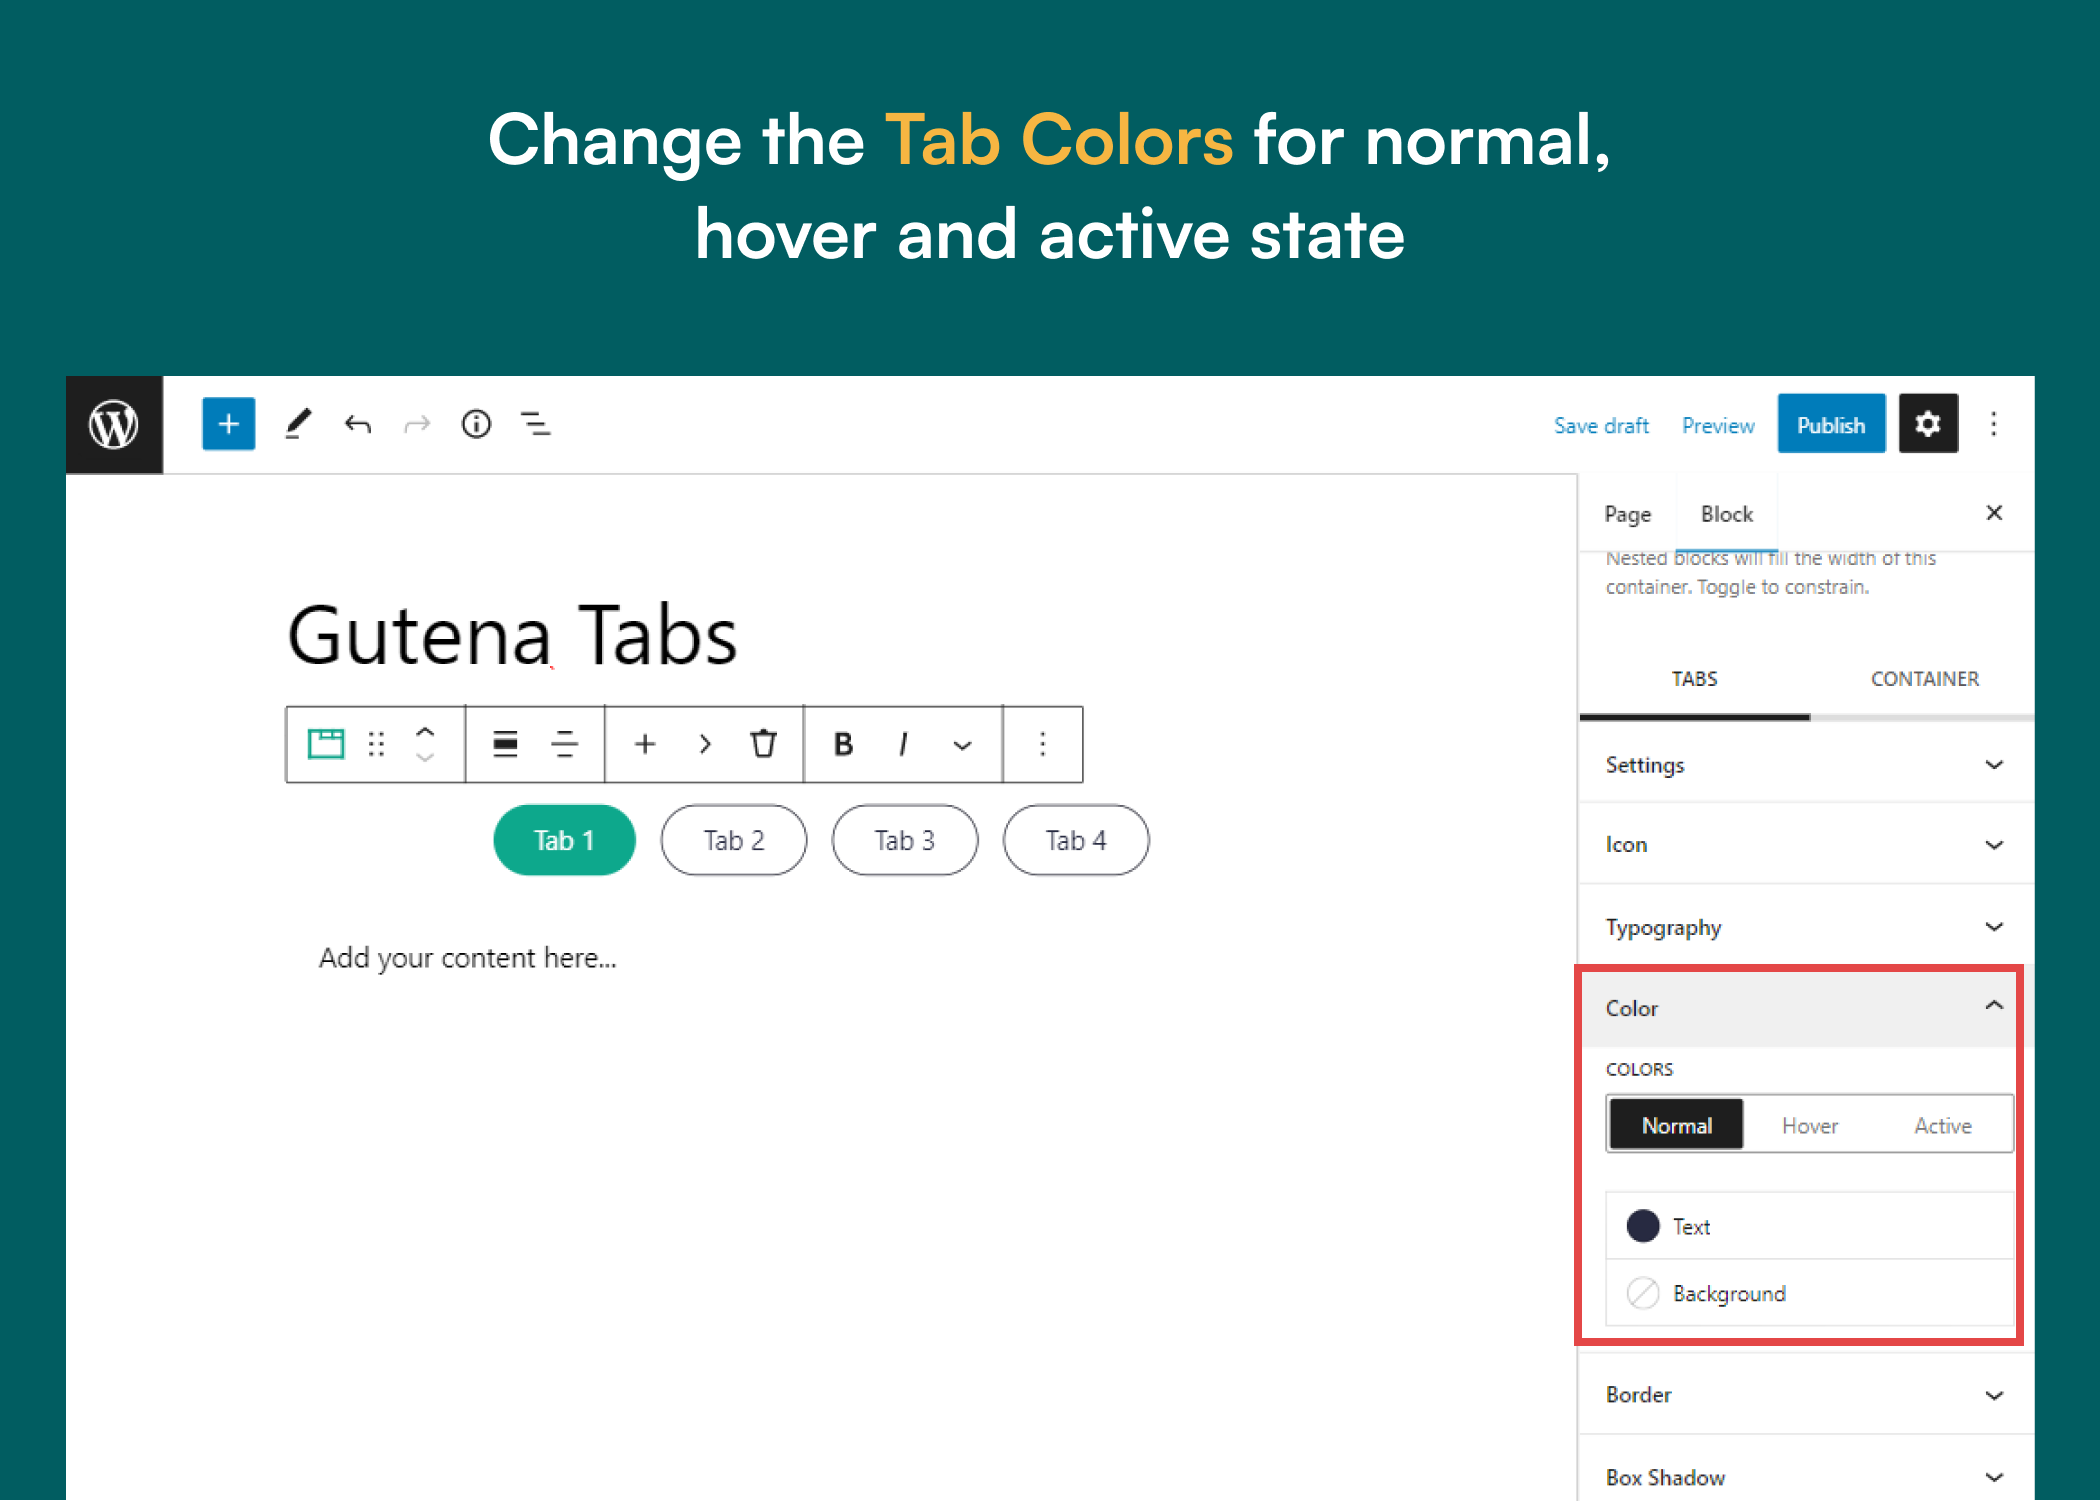 Change the Tab Colors for normal,
hover and active state
Save draft Preview Publish
Page Block
Nested blocks will fill the width of this
container. Toggle to constrain.
Gutena Tabs
TABS CONTAINER
Settings
B I
Tab 1 Tab 2 Tab 3 Tab 4
Icon
Typography
Add your content here...
Color
COLORS
Normal Hover Active
Text
Background
Border
Box Shadow